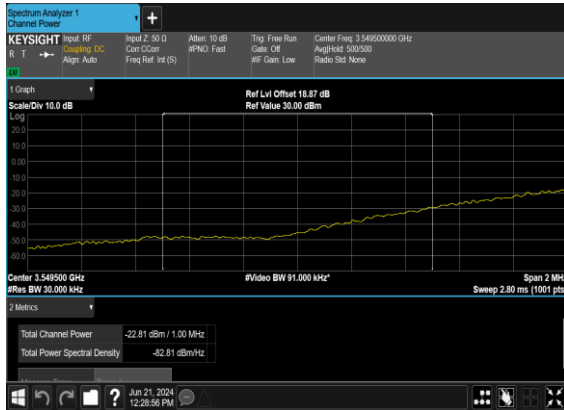 Spectrum Analyzer 1
Channel Power
KEYSIGHT Input: RF Input Z: 50 Ω Atten: 10 dB Trig: Free Run Center Freq: 3.549500000 GHz
R T Coupling: DC Corr CCorr #PNO: Fast Gate: Off Avg|Hold: 500/500
Align: Auto Freq Ref: Int (S) #IF Gain: Low Radio Std: None
1 Graph
Ref Lvl Offset 18.87 dB
Scale/Div 10.0 dB Ref Value 30.00 dBm
Log
20.0
10.0
0.00
-10.0
-20.0
-30.0
-40.0
-50.0
-60.0
Center 3.549500 GHz #Video BW 91.000 kHz* Span 2 MHz
#Res BW 30.000 kHz Sweep 2.80 ms (1001 pts
2 Metrics
Total Channel Power -22.81 dBm / 1.00 MHz
Total Power Spectral Density -82.81 dBm/Hz
? Jun 21, 2024
12:28:56 PM